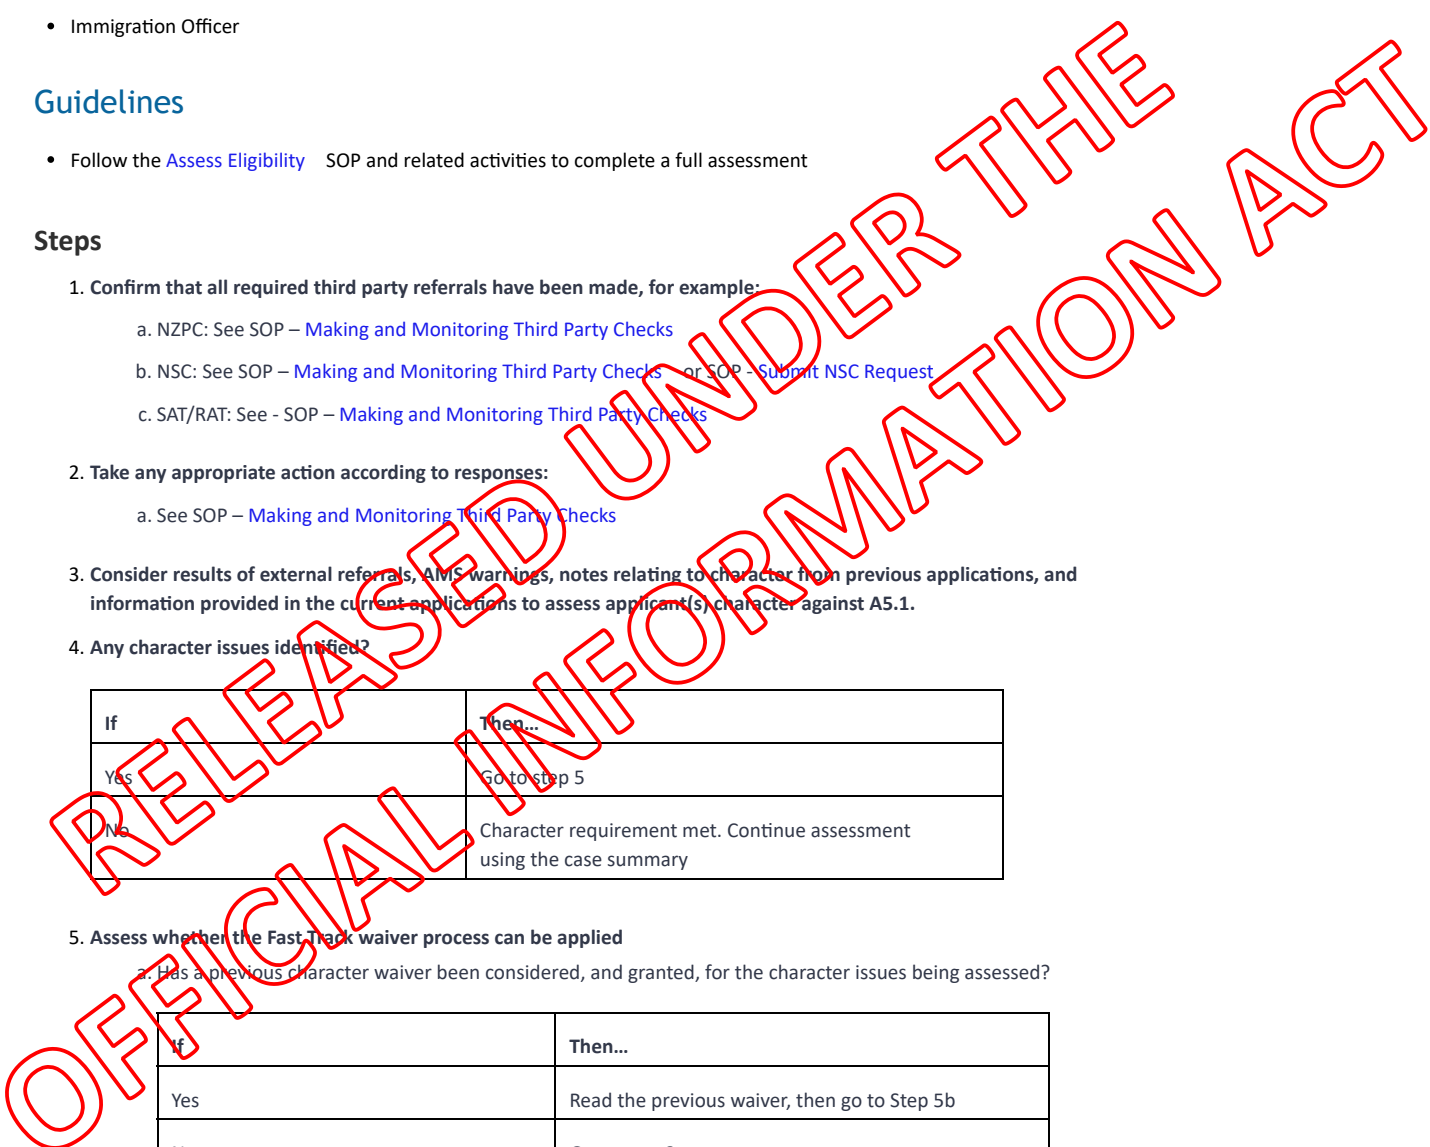 • Immigration Officer
Guidelines
• Follow the Assess Eligibility SOP and related activities to complete a full assessment
Steps
1. Confirm that all required third party referrals have been made, for example:
a. NZPC: See SOP – Making and Monitoring Third Party Checks
b. NSC: See SOP – Making and Monitoring Third Party Checks or SOP - Submit NSC Request
c. SAT/RAT: See - SOP – Making and Monitoring Third Party Checks
2. Take any appropriate action according to responses:
a. See SOP – Making and Monitoring Third Party Checks
3. Consider results of external referrals, AMS warnings, notes relating to character from previous applications, and
information provided in the current applications to assess applicant(s) character against A5.1.
4. Any character issues identified?
If Then...
Yes Go to step 5
No Character requirement met. Continue assessment
using the case summary
5. Assess whether the Fast Track waiver process can be applied
a. Has a previous character waiver been considered, and granted, for the character issues being assessed?
If Then...
Yes Read the previous waiver, then go to Step 5b
RELEASED UNDER THE
OFFICIAL INFORMATION ACT